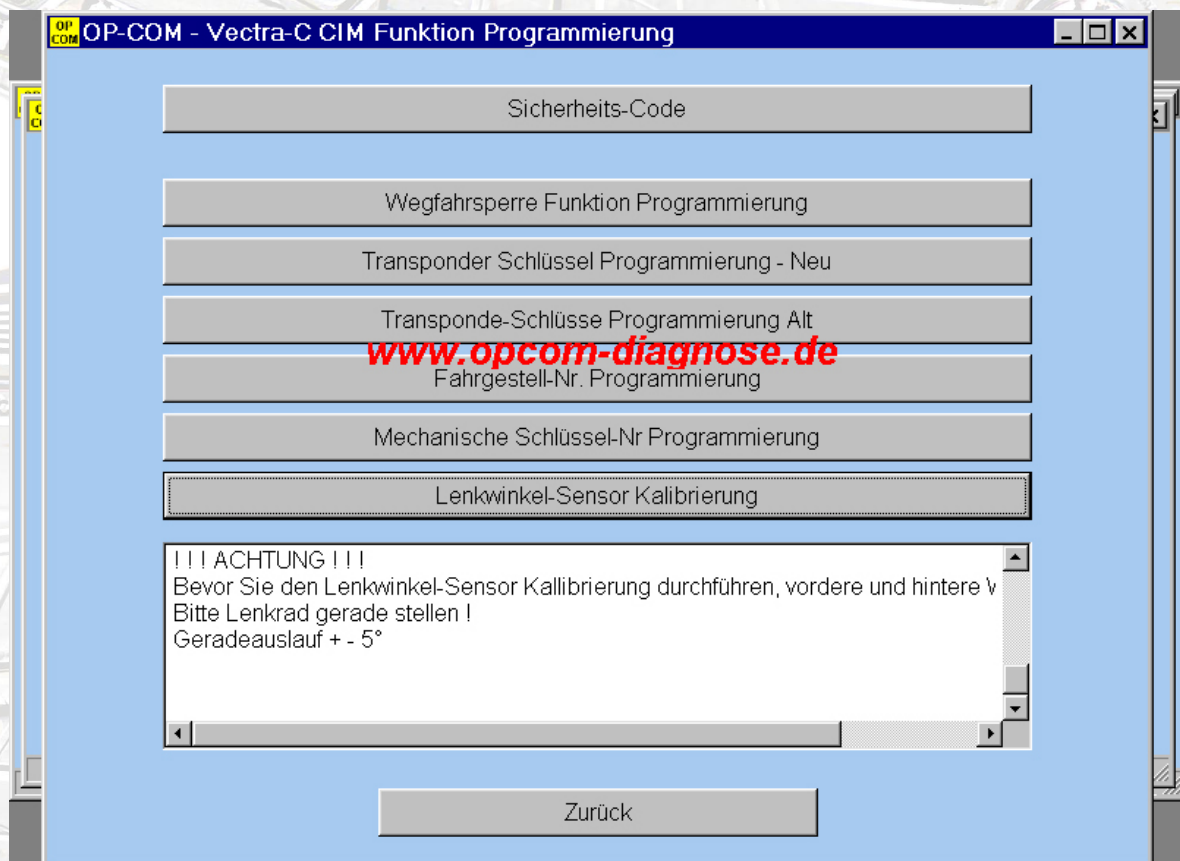 OP COM OP-COM - Vectra-C CIM Funktion Programmierung
Sicherheits-Code
Wegfahrsperre Funktion Programmierung
Transponder Schlüssel Programmierung - Neu
Transponde-Schlüsse Programmierung Alt
www.opcom-diagnose.de
Fahrgestell-Nr. Programmierung
Mechanische Schlüssel-Nr Programmierung
Lenkwinkel-Sensor Kalibrierung
! ! ! ACHTUNG ! ! !
Bevor Sie den Lenkwinkel-Sensor Kallibrierung durchführen, vordere und hintere
Bitte Lenkrad gerade stellen !
Geradeauslauf + - 5°
Zurück